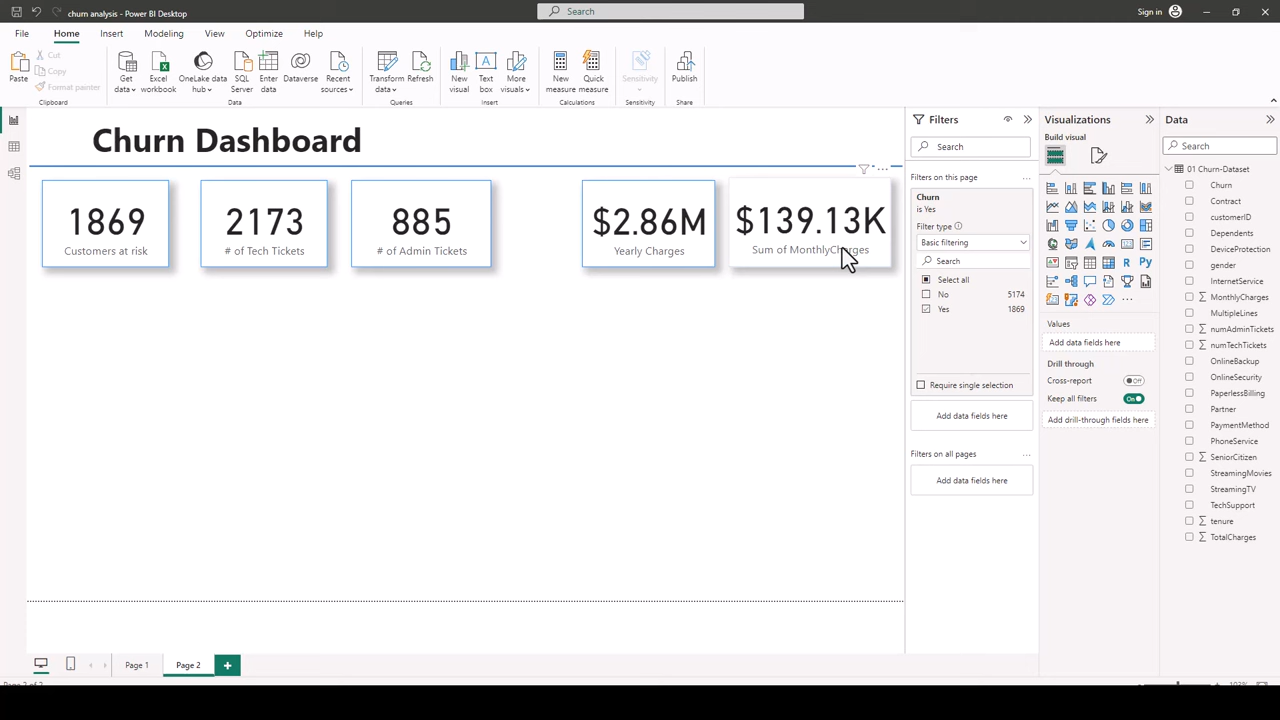 churn analysis - Power BI Desktop
Search
Sign in
File
Home
Insert
Modeling
View
Optimize
Help
Paste
Cut
Copy
Format painter
Clipboard
Get data
Excel workbook
OneLake data hub
SQL Server
Enter data
Dataverse
Recent sources
Data
Transform data
Refresh
Queries
New visual
Text box
More visuals
Insert
New measure
Quick measure
Calculations
Sensitivity
Sensitivity
Publish
Share
Churn Dashboard
1869
Customers at risk
2173
# of Tech Tickets
885
# of Admin Tickets
$2.86M
Yearly Charges
$139.13K
Sum of MonthlyCharges
Filters
Search
Filters on this page
Churn
is Yes
Filter type
Basic filtering
Search
Select all
No 5174
Yes 1869
Require single selection
Add data fields here
Filters on all pages
Add data fields here
Visualizations
Build visual
R
Py
Values
Add data fields here
Drill through
Cross-report
Off
Keep all filters
On
Add drill-through fields here
Data
Search
01 Churn-Dataset
Churn
Contract
customerID
Dependents
DeviceProtection
gender
InternetService
MonthlyCharges
MultipleLines
numAdminTickets
numTechTickets
OnlineBackup
OnlineSecurity
PaperlessBilling
Partner
PaymentMethod
PhoneService
SeniorCitizen
StreamingMovies
StreamingTV
TechSupport
tenure
TotalCharges
Page 1
Page 2